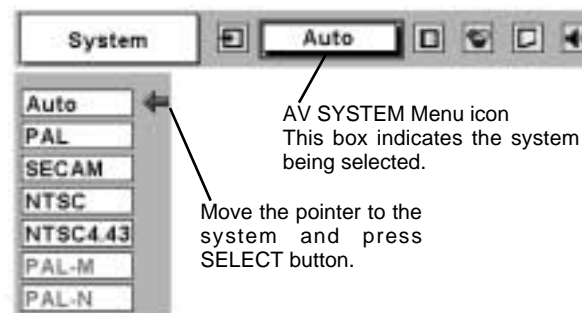 System
Auto
Auto
PAL
SECAM
NTSC
NTSC4.43
PAL-M
PAL-N
AV SYSTEM Menu icon
This box indicates the system
being selected.
Move the pointer to the
system and press
SELECT button.